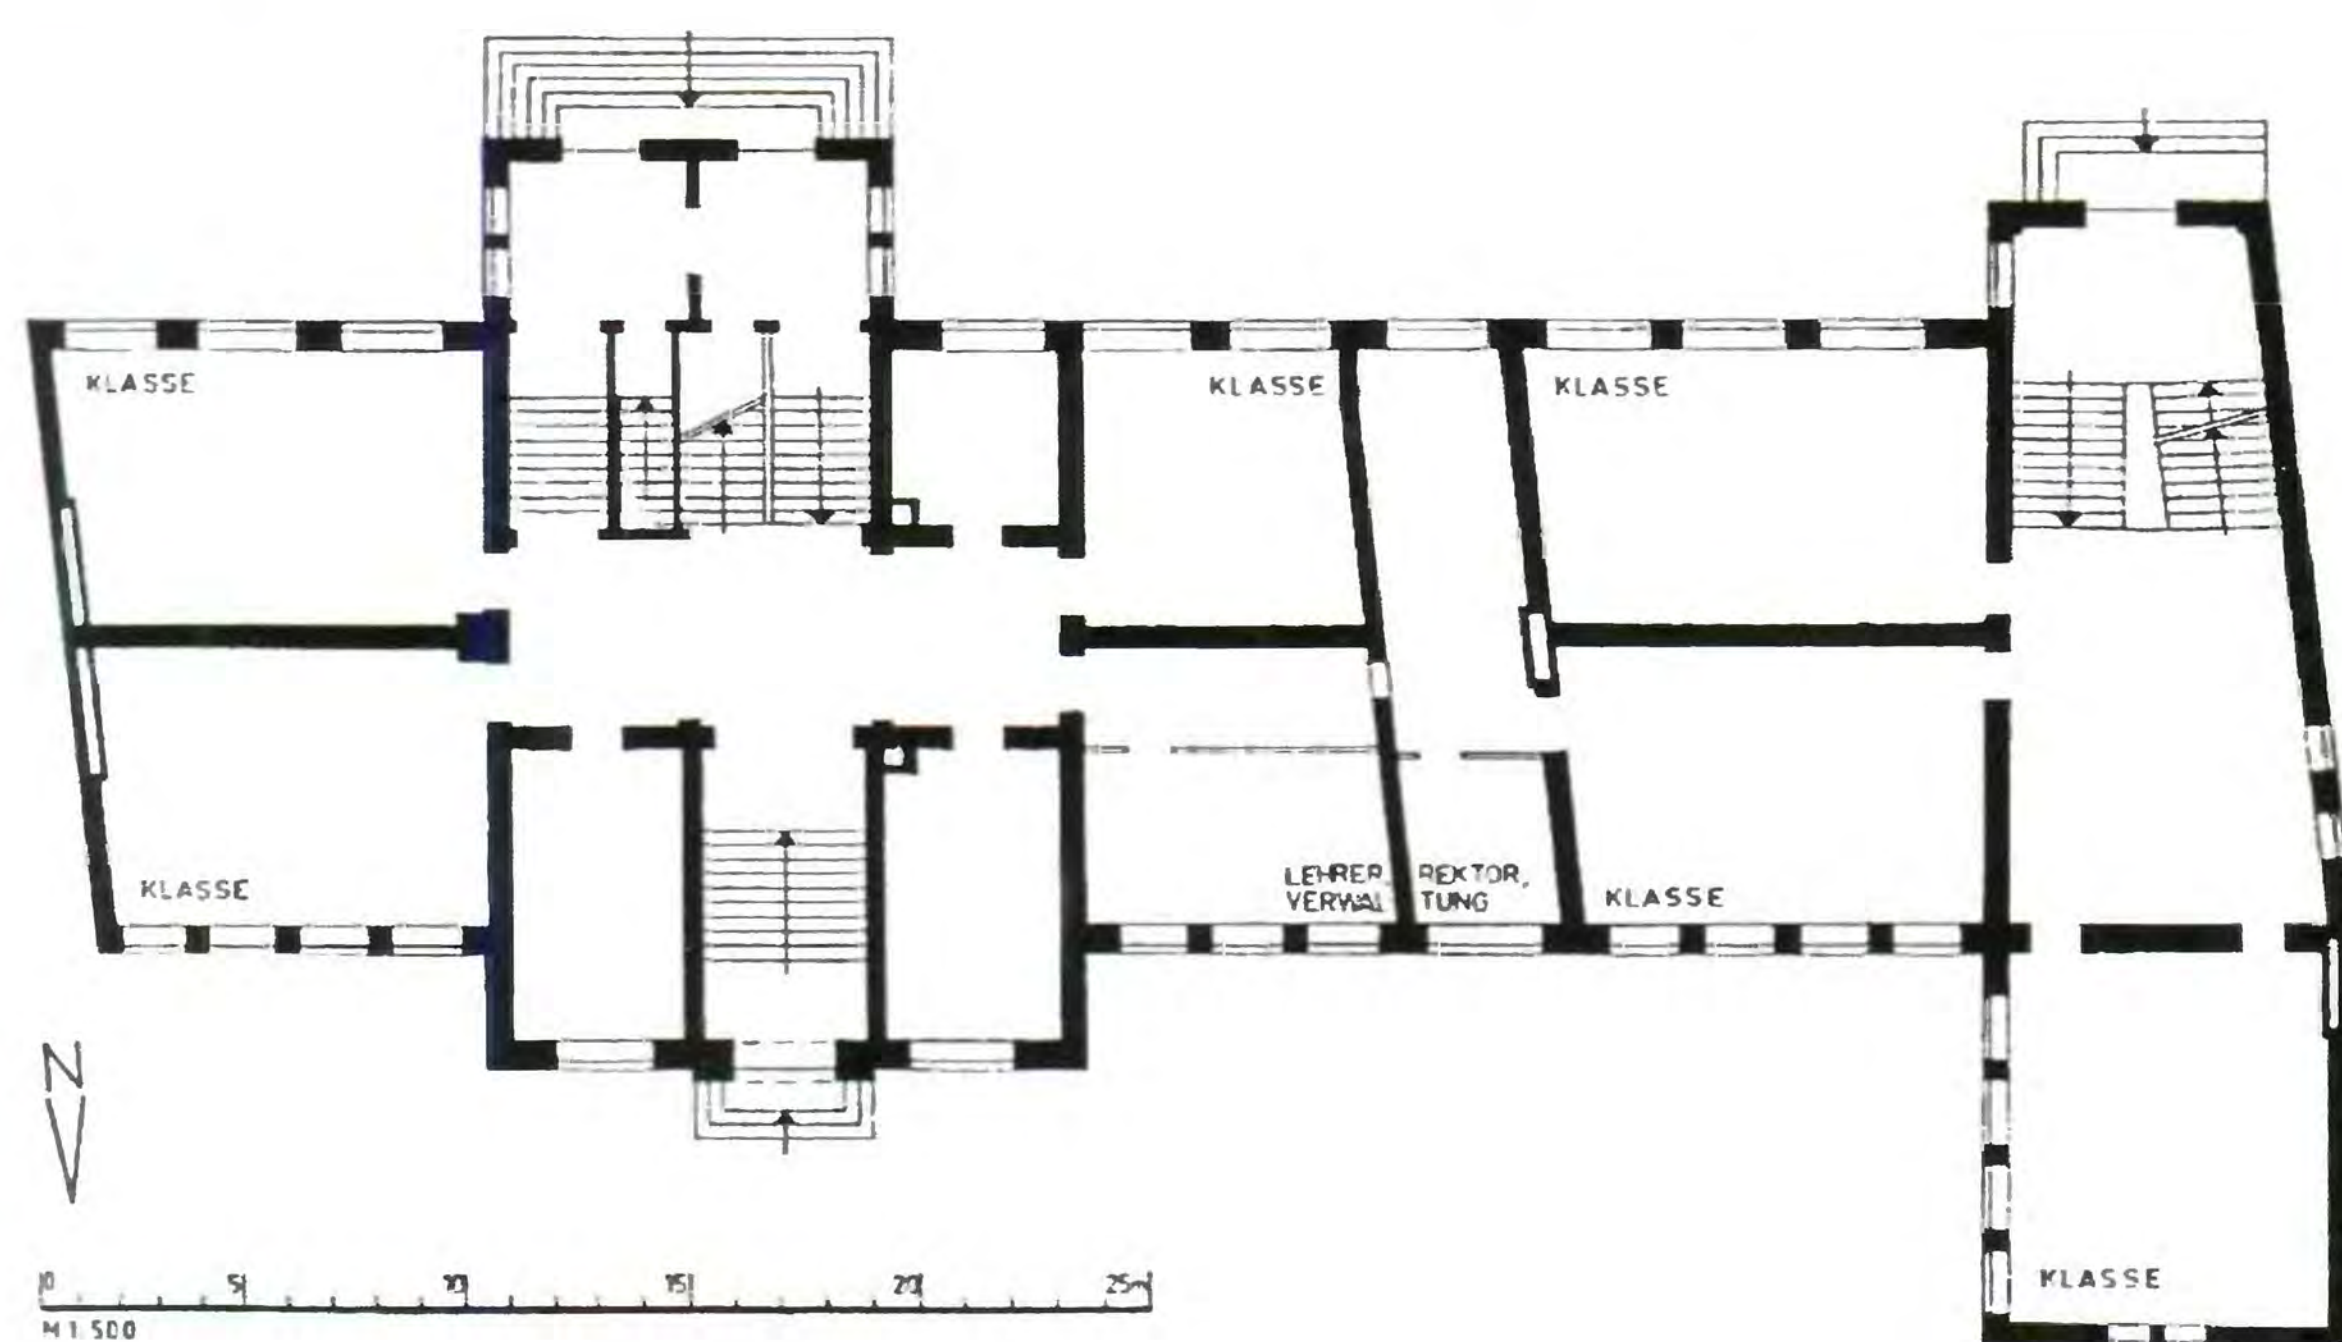 KLASSE
KLASSE
KLASSE
KLASSE
LEHRER, REKTOR,
VERWALTUNG
KLASSE
N
0 5 10 15 20 25m
KLASSE
M 1:500